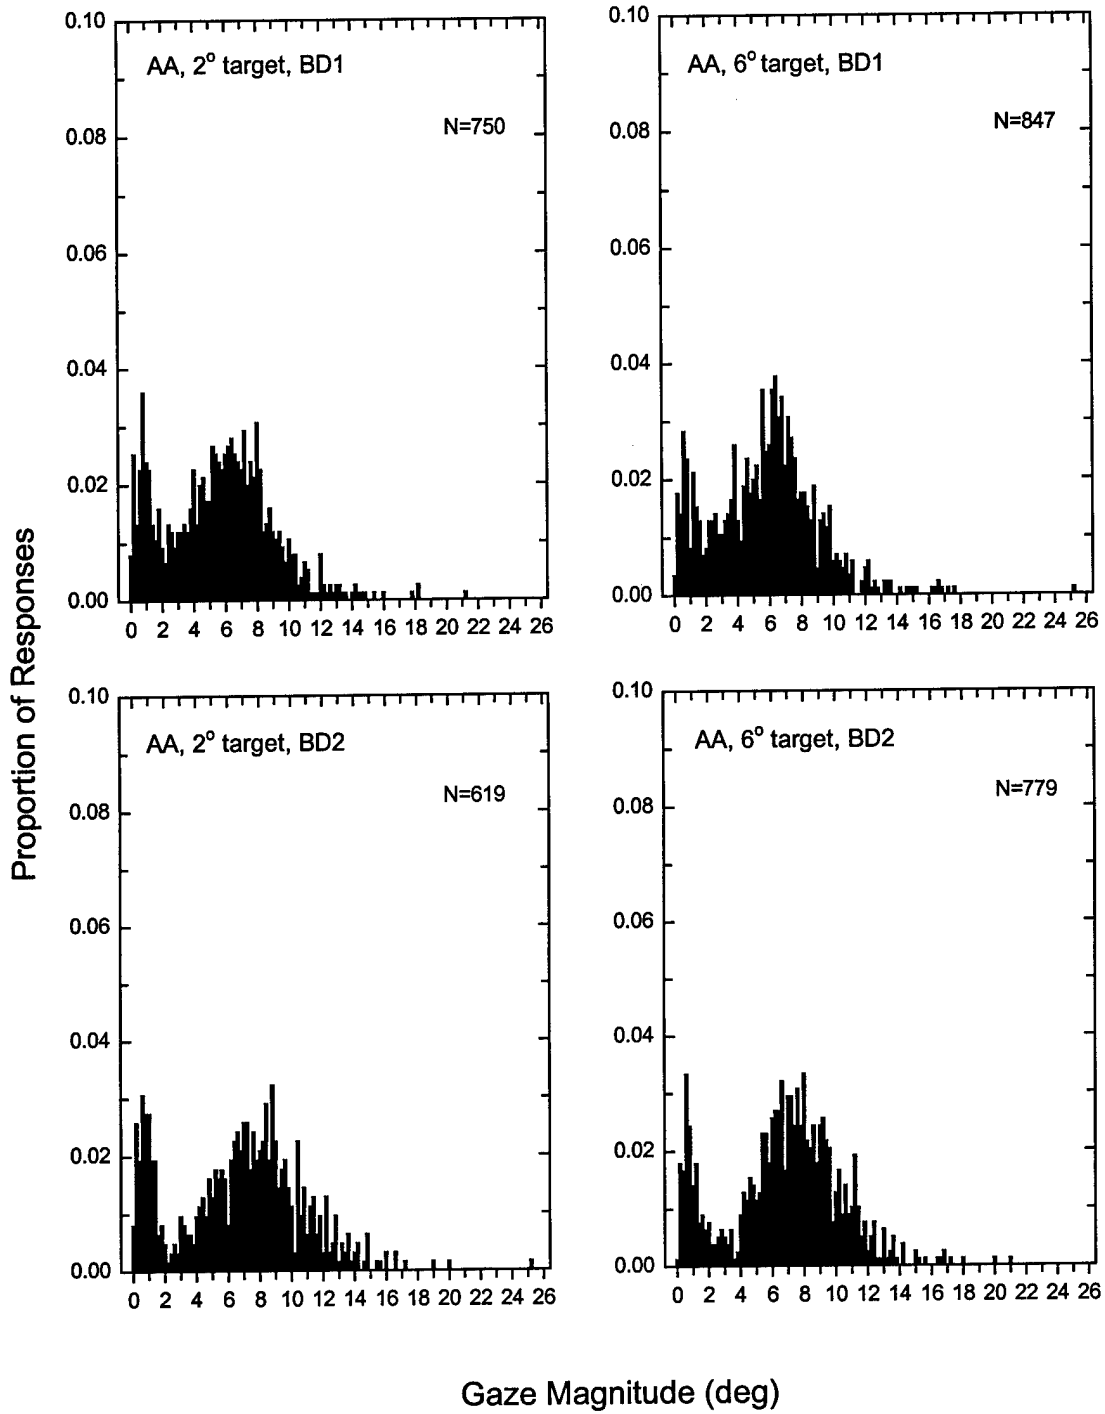 Proportion of Responses
AA, 2° target, BD1
N=750
0.10
0.08
0.06
0.04
0.02
0.00
0 2 4 6 8 10 12 14 16 18 20 22 24 26
AA, 6° target, BD1
N=847
0.10
0.08
0.06
0.04
0.02
0.00
0 2 4 6 8 10 12 14 16 18 20 22 24 26
AA, 2° target, BD2
N=619
0.10
0.08
0.06
0.04
0.02
0.00
0 2 4 6 8 10 12 14 16 18 20 22 24 26
AA, 6° target, BD2
N=779
0.10
0.08
0.06
0.04
0.02
0.00
0 2 4 6 8 10 12 14 16 18 20 22 24 26
Gaze Magnitude (deg)